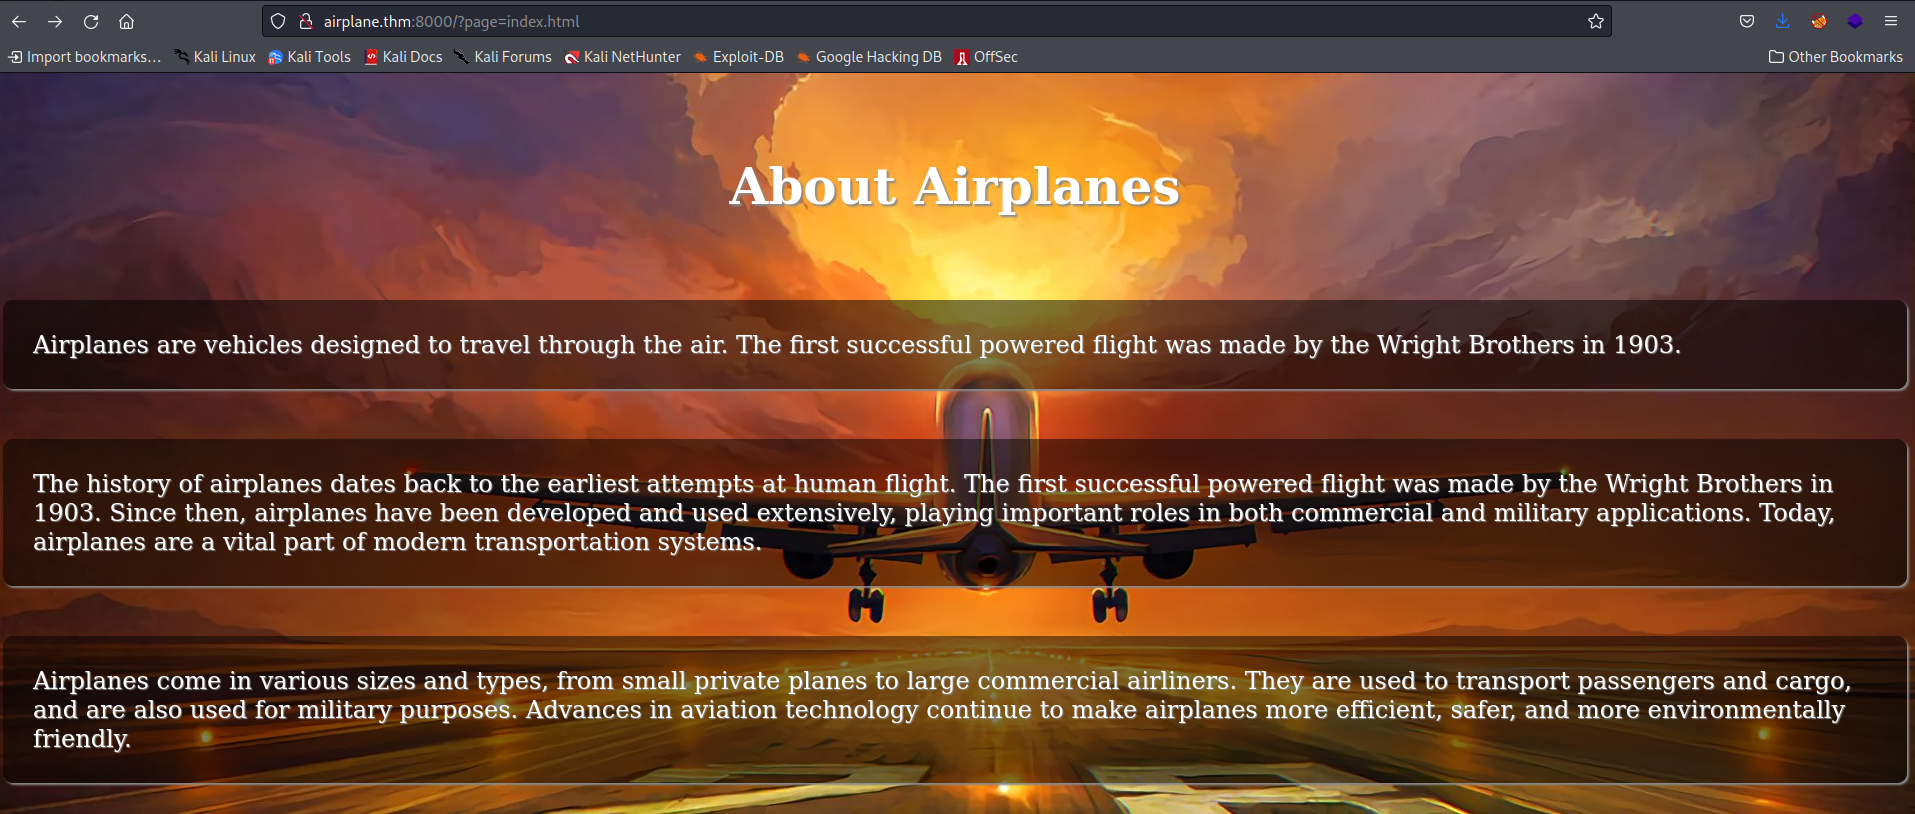 airplane.thm:8000/?page=index.html
Import bookmarks... Kali Linux Kali Tools Kali Docs Kali Forums Kali NetHunter Exploit-DB Google Hacking DB OffSec Other Bookmarks
About Airplanes
Airplanes are vehicles designed to travel through the air. The first successful powered flight was made by the Wright Brothers in 1903.
The history of airplanes dates back to the earliest attempts at human flight. The first successful powered flight was made by the Wright Brothers in
1903. Since then, airplanes have been developed and used extensively, playing important roles in both commercial and military applications. Today,
airplanes are a vital part of modern transportation systems.
Airplanes come in various sizes and types, from small private planes to large commercial airliners. They are used to transport passengers and cargo,
and are also used for military purposes. Advances in aviation technology continue to make airplanes more efficient, safer, and more environmentally
friendly.